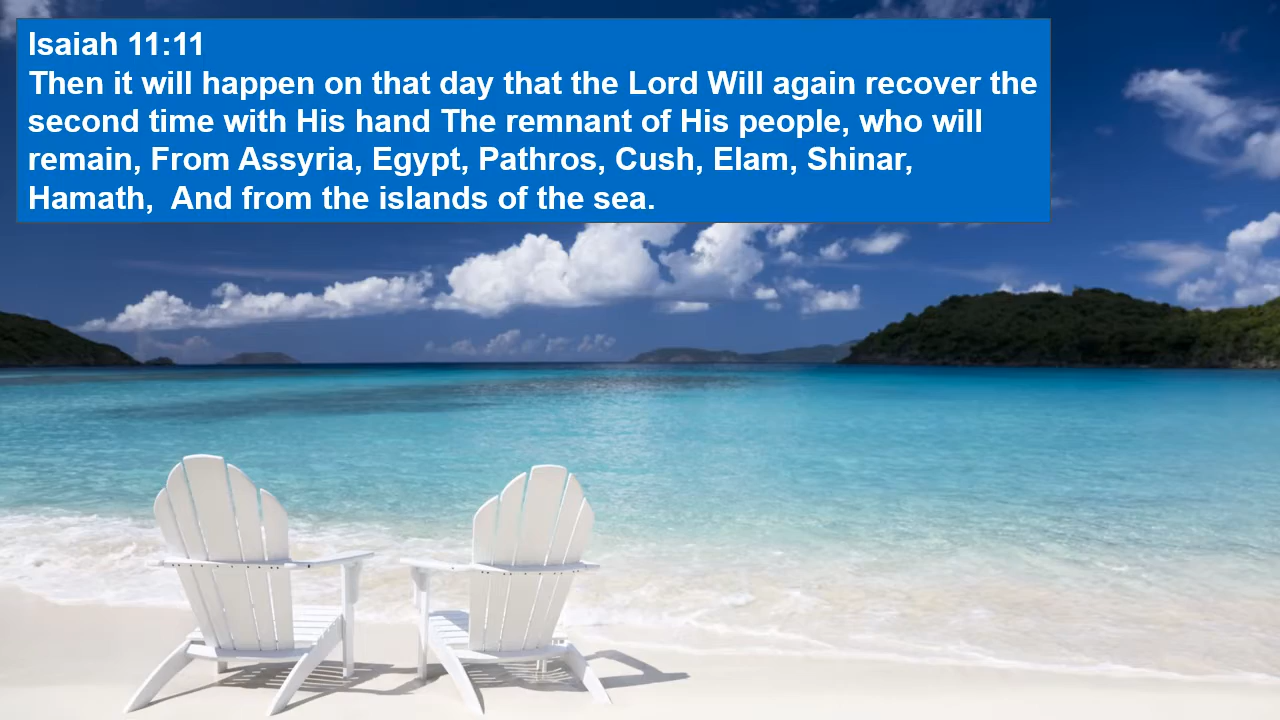 Isaiah 11:11
Then it will happen on that day that the Lord Will again recover the
second time with His hand The remnant of His people, who will
remain, From Assyria, Egypt, Pathros, Cush, Elam, Shinar,
Hamath,  And from the islands of the sea.